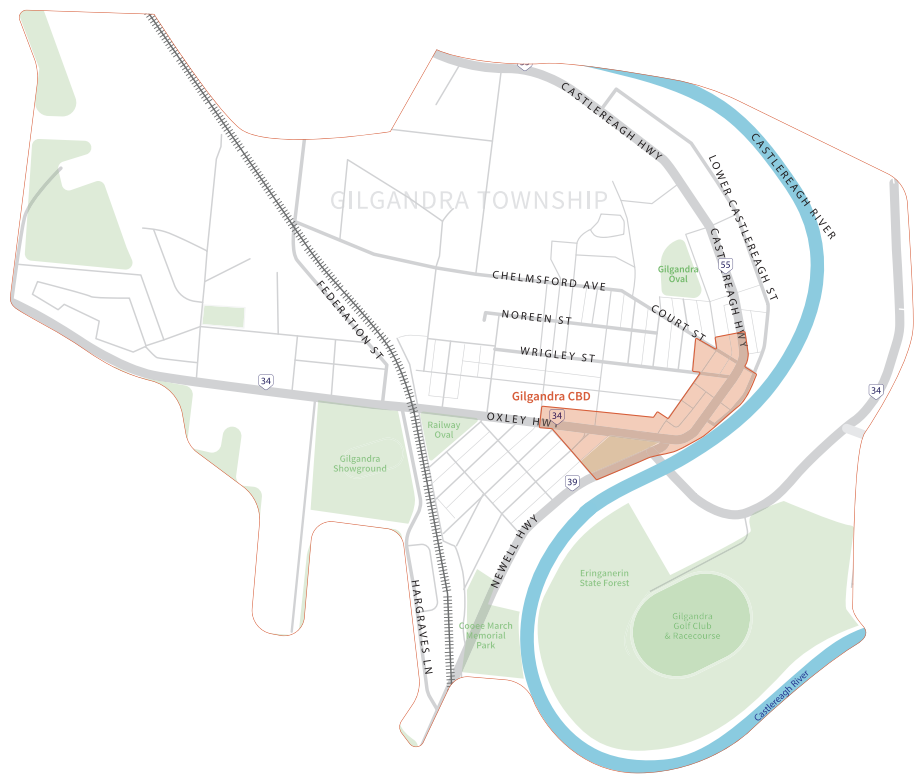 CASTLEREAGH HWY
CASTLEREAGH RIVER
LOWER CASTLEREAGH ST
GILGANDRA TOWNSHIP
CASTLEREAGH HWY
55
Gilgandra
Oval
CHELMSFORD AVE
FEDERATION ST
NOREEN ST
COURT ST
WRIGLEY ST
34
34
Gilgandra CBD
34
OXLEY HWY
Railway
Oval
Gilgandra
Showground
39
NEWELL HWY
Eringanerin
State Forest
HARGRAVES LN
Cooee March
Memorial
Park
Gilgandra
Golf Club
& Racecourse
Castlereagh River